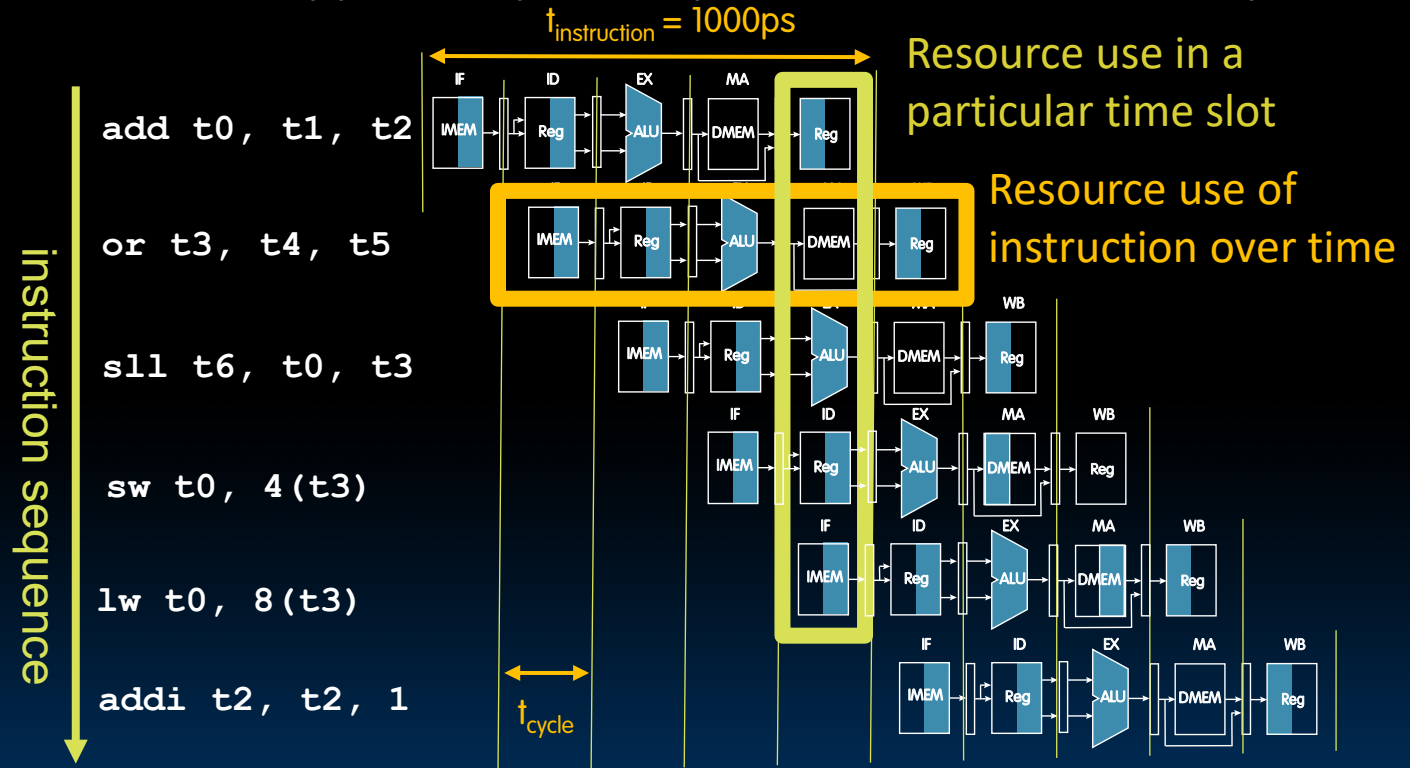 t_instruction = 1000ps
Resource use in a
particular time slot
IF ID EX MA
add t0, t1, t2
IMEM Reg ALU DMEM Reg
Resource use of
instruction over time
or t3, t4, t5
IMEM Reg ALU DMEM Reg
WB
sll t6, t0, t3
IMEM Reg ALU DMEM Reg
IF ID EX MA WB
sw t0, 4(t3)
IMEM Reg ALU DMEM Reg
IF ID EX MA WB
lw t0, 8(t3)
IMEM Reg ALU DMEM Reg
IF ID EX MA WB
addi t2, t2, 1
IMEM Reg ALU DMEM Reg
t_cycle
instruction sequence